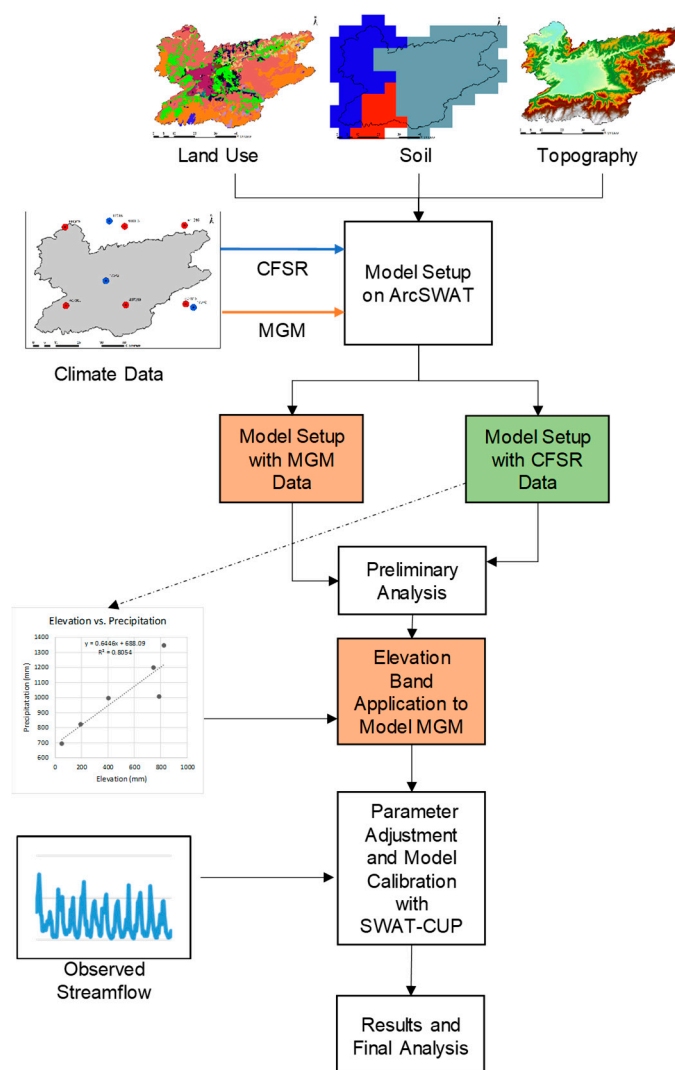 Land Use
Soil
Topography
CFSR
MGM
Climate Data
Model Setup
on ArcSWAT
Model Setup
with MGM
Data
Model Setup
with CFSR
Data
Preliminary
Analysis
Elevation vs. Precipitation
y = 0.6446x + 688.09
R² = 0.8054
Precipitatation (mm)
1400
1300
1200
1100
1000
900
800
700
600
0
200
400
600
800
1000
Elevation (mm)
Elevation
Band
Application to
Model MGM
Parameter
Adjustment
and Model
Calibration
with
SWAT-CUP
Observed
Streamflow
Results and
Final Analysis